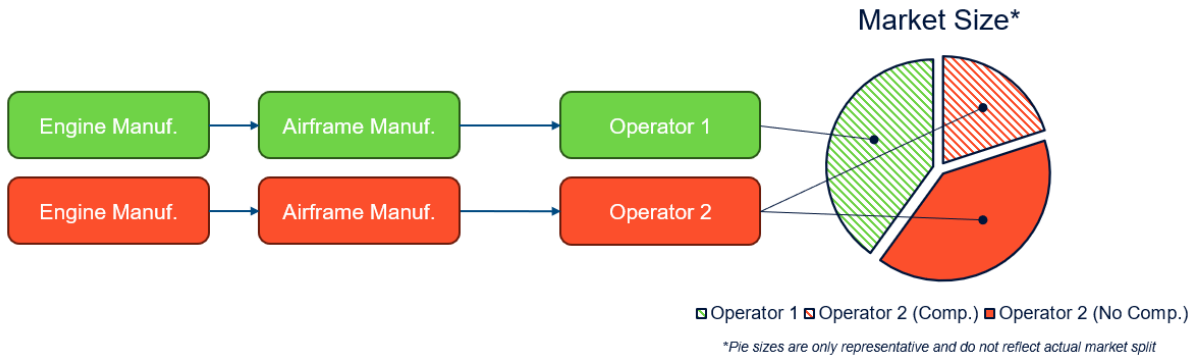 Market Size*
Engine Manuf.
Airframe Manuf.
Operator 1
Engine Manuf.
Airframe Manuf.
Operator 2
Operator 1
Operator 2 (Comp.)
Operator 2 (No Comp.)
*Pie sizes are only representative and do not reflect actual market split